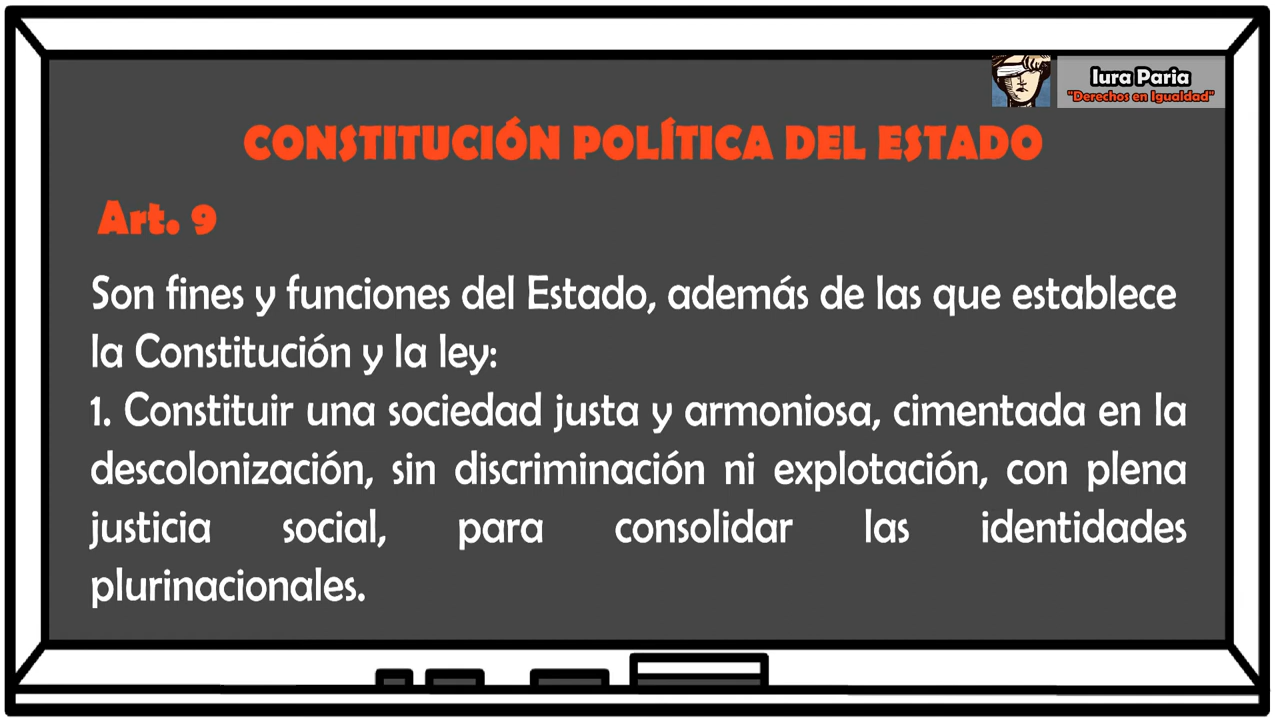 Iura Paria
"Derechos en Igualdad"
CONSTITUCIÓN POLÍTICA DEL ESTADO
Art. 9
Son fines y funciones del Estado, además de las que establece
la Constitución y la ley:
1. Constituir una sociedad justa y armoniosa, cimentada en la
descolonización, sin discriminación ni explotación, con plena
justicia social, para consolidar las identidades
plurinacionales.